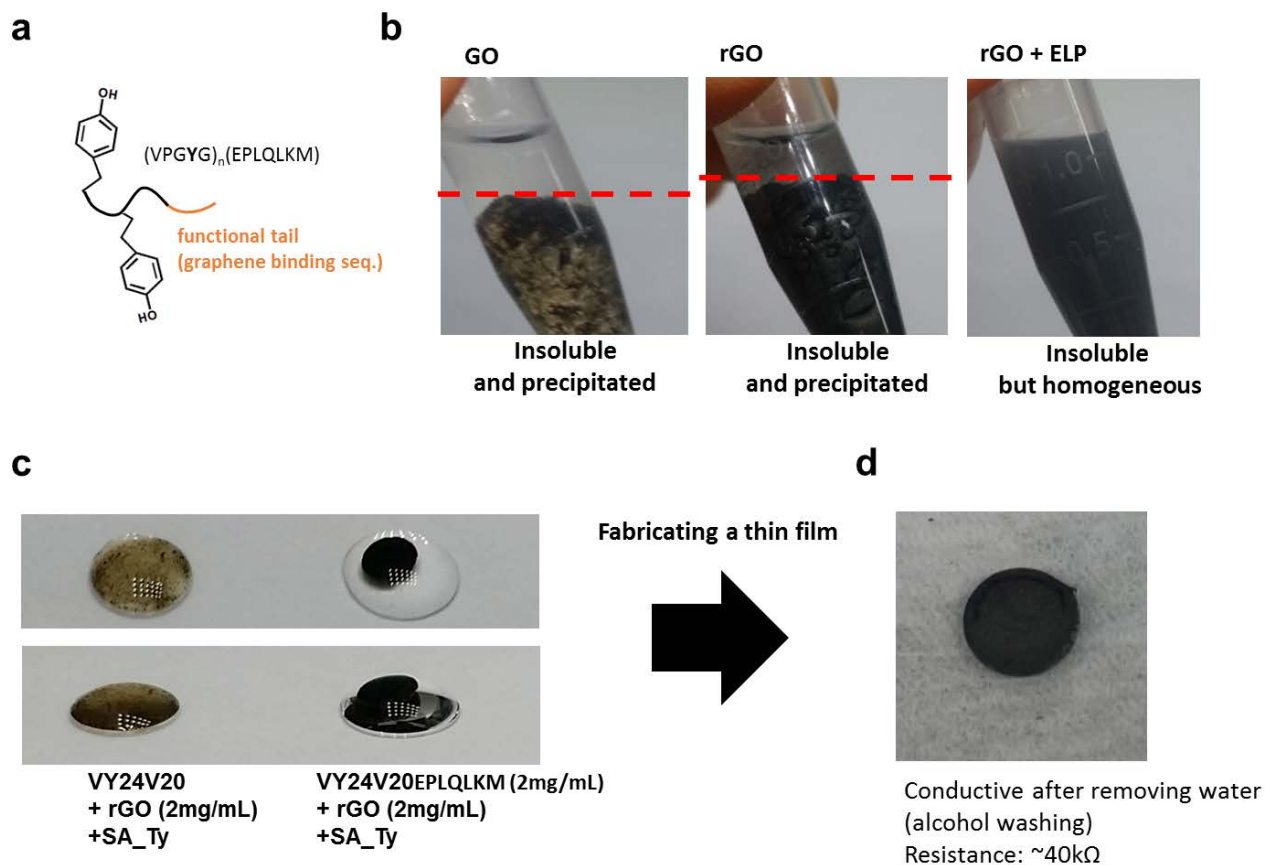 a
OH
(VPGYG)n(EPLQLKM)
functional tail
(graphene binding seq.)
HO
b
GO
rGO
rGO + ELP
1.0
0.5
Insoluble
and precipitated
Insoluble
and precipitated
Insoluble
but homogeneous
c
VY24V20
+ rGO (2mg/mL)
+SA_Ty
VY24V20EPLQLKM (2mg/mL)
+ rGO (2mg/mL)
+SA_Ty
Fabricating a thin film
d
Conductive after removing water
(alcohol washing)
Resistance: ~40kΩ